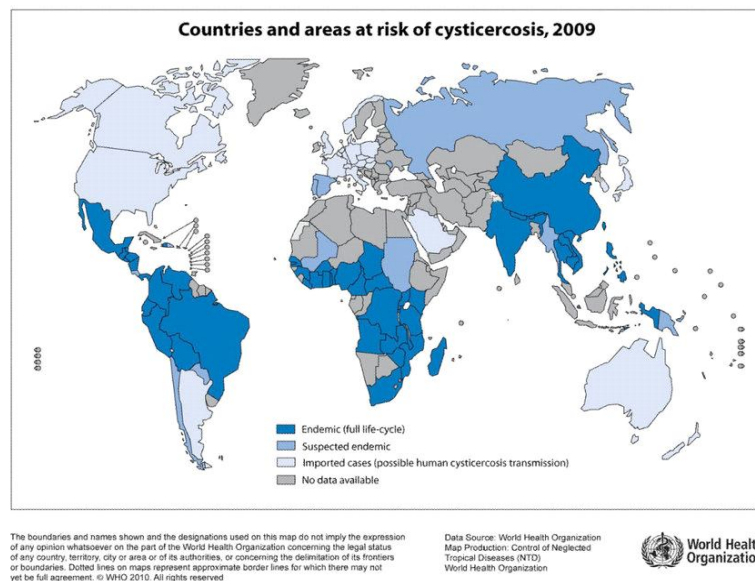 Countries and areas at risk of cysticercosis, 2009
Endemic (full life-cycle)
Suspected endemic
Imported cases (possible human cysticercosis transmission)
No data available
The boundaries and names shown and the designations used on this map do not imply the expression
of any opinion whatsoever on the part of the World Health Organization concerning the legal status
of any country, territory, city or area or of its authorities, or concerning the delimitation of its frontiers
or boundaries. Dotted lines on maps represent approximate border lines for which there may not
yet be full agreement. © WHO 2010. All rights reserved
Data Source: World Health Organization
Map Production: Control of Neglected
Tropical Diseases (NTD)
World Health Organization
World Heal
Organizatio